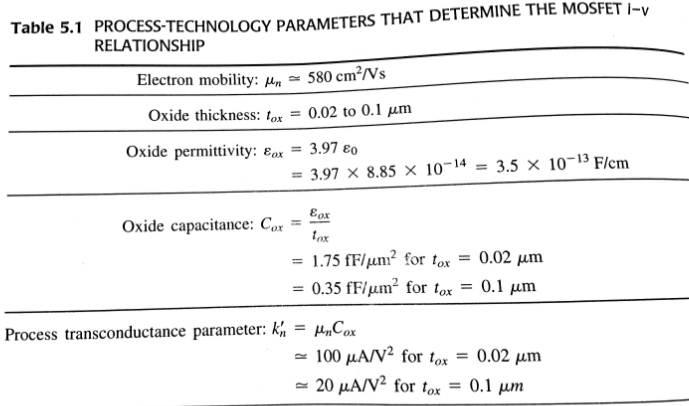 Table 5.1 PROCESS-TECHNOLOGY PARAMETERS THAT DETERMINE THE MOSFET i–v
RELATIONSHIP
Electron mobility: μₙ ≃ 580 cm²/Vs
Oxide thickness: tₒₓ = 0.02 to 0.1 μm
Oxide permittivity: εₒₓ = 3.97 ε₀
= 3.97 × 8.85 × 10⁻¹⁴ = 3.5 × 10⁻¹³ F/cm
Oxide capacitance: Cₒₓ = εₒₓ / tₒₓ
= 1.75 fF/μm² for tₒₓ = 0.02 μm
= 0.35 fF/μm² for tₒₓ = 0.1 μm
Process transconductance parameter: k′ₙ = μₙCₒₓ
≃ 100 μA/V² for tₒₓ = 0.02 μm
≃ 20 μA/V² for tₒₓ = 0.1 μm